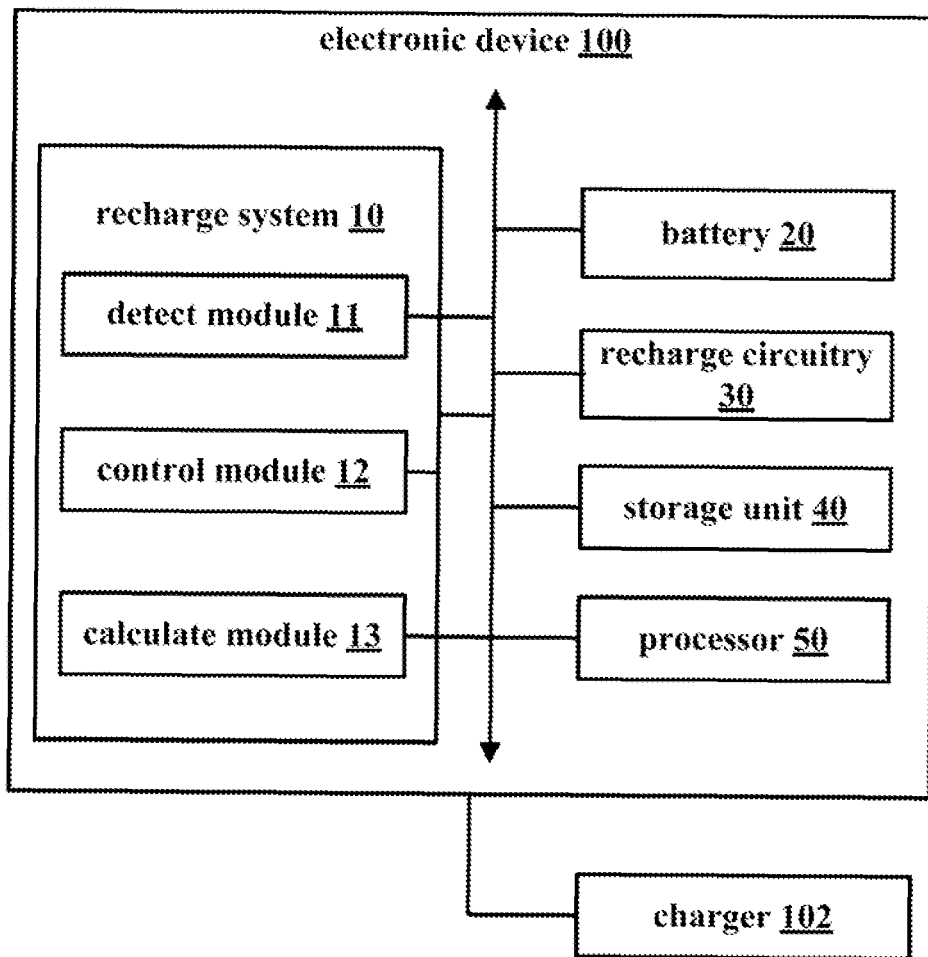 electronic device 100
recharge system 10
detect module 11
control module 12
calculate module 13
battery 20
recharge circuitry
30
storage unit 40
processor 50
charger 102